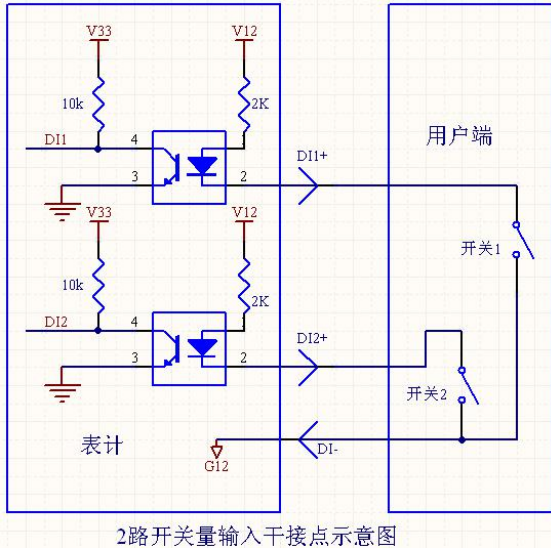 V33
V12
10k
2K
DI1
4
1
3
2
DI1+
用户端
V33
V12
开关1
10k
2K
DI2
4
1
3
2
DI2+
开关2
表计
G12
DI-
2路开关量输入干接点示意图